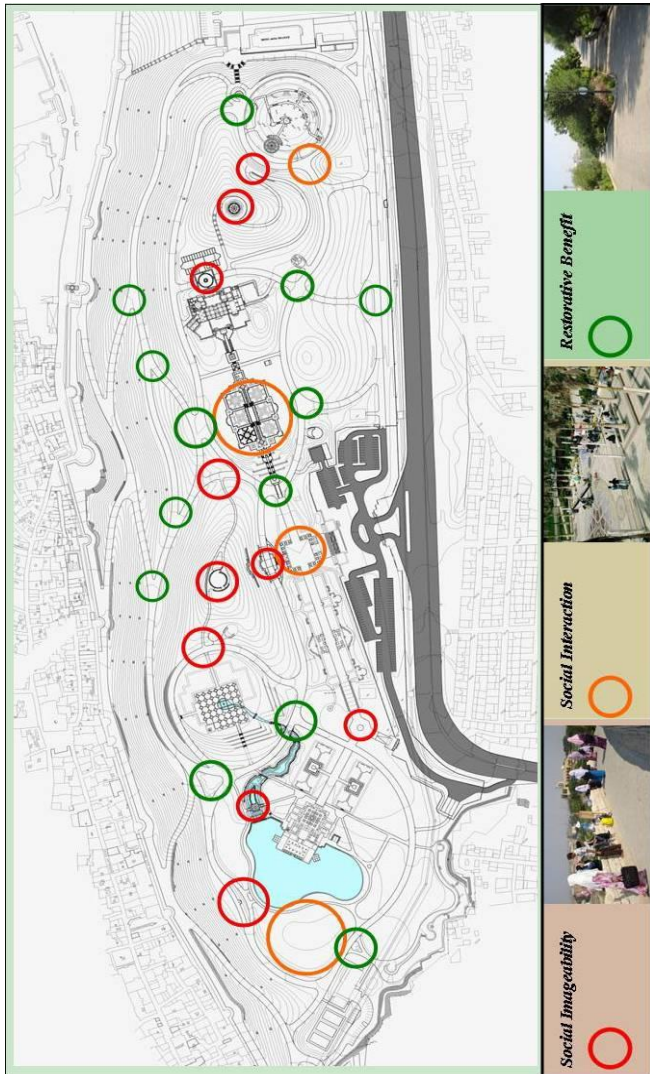 Restorative Benefit
Social Interaction
Social Imageability